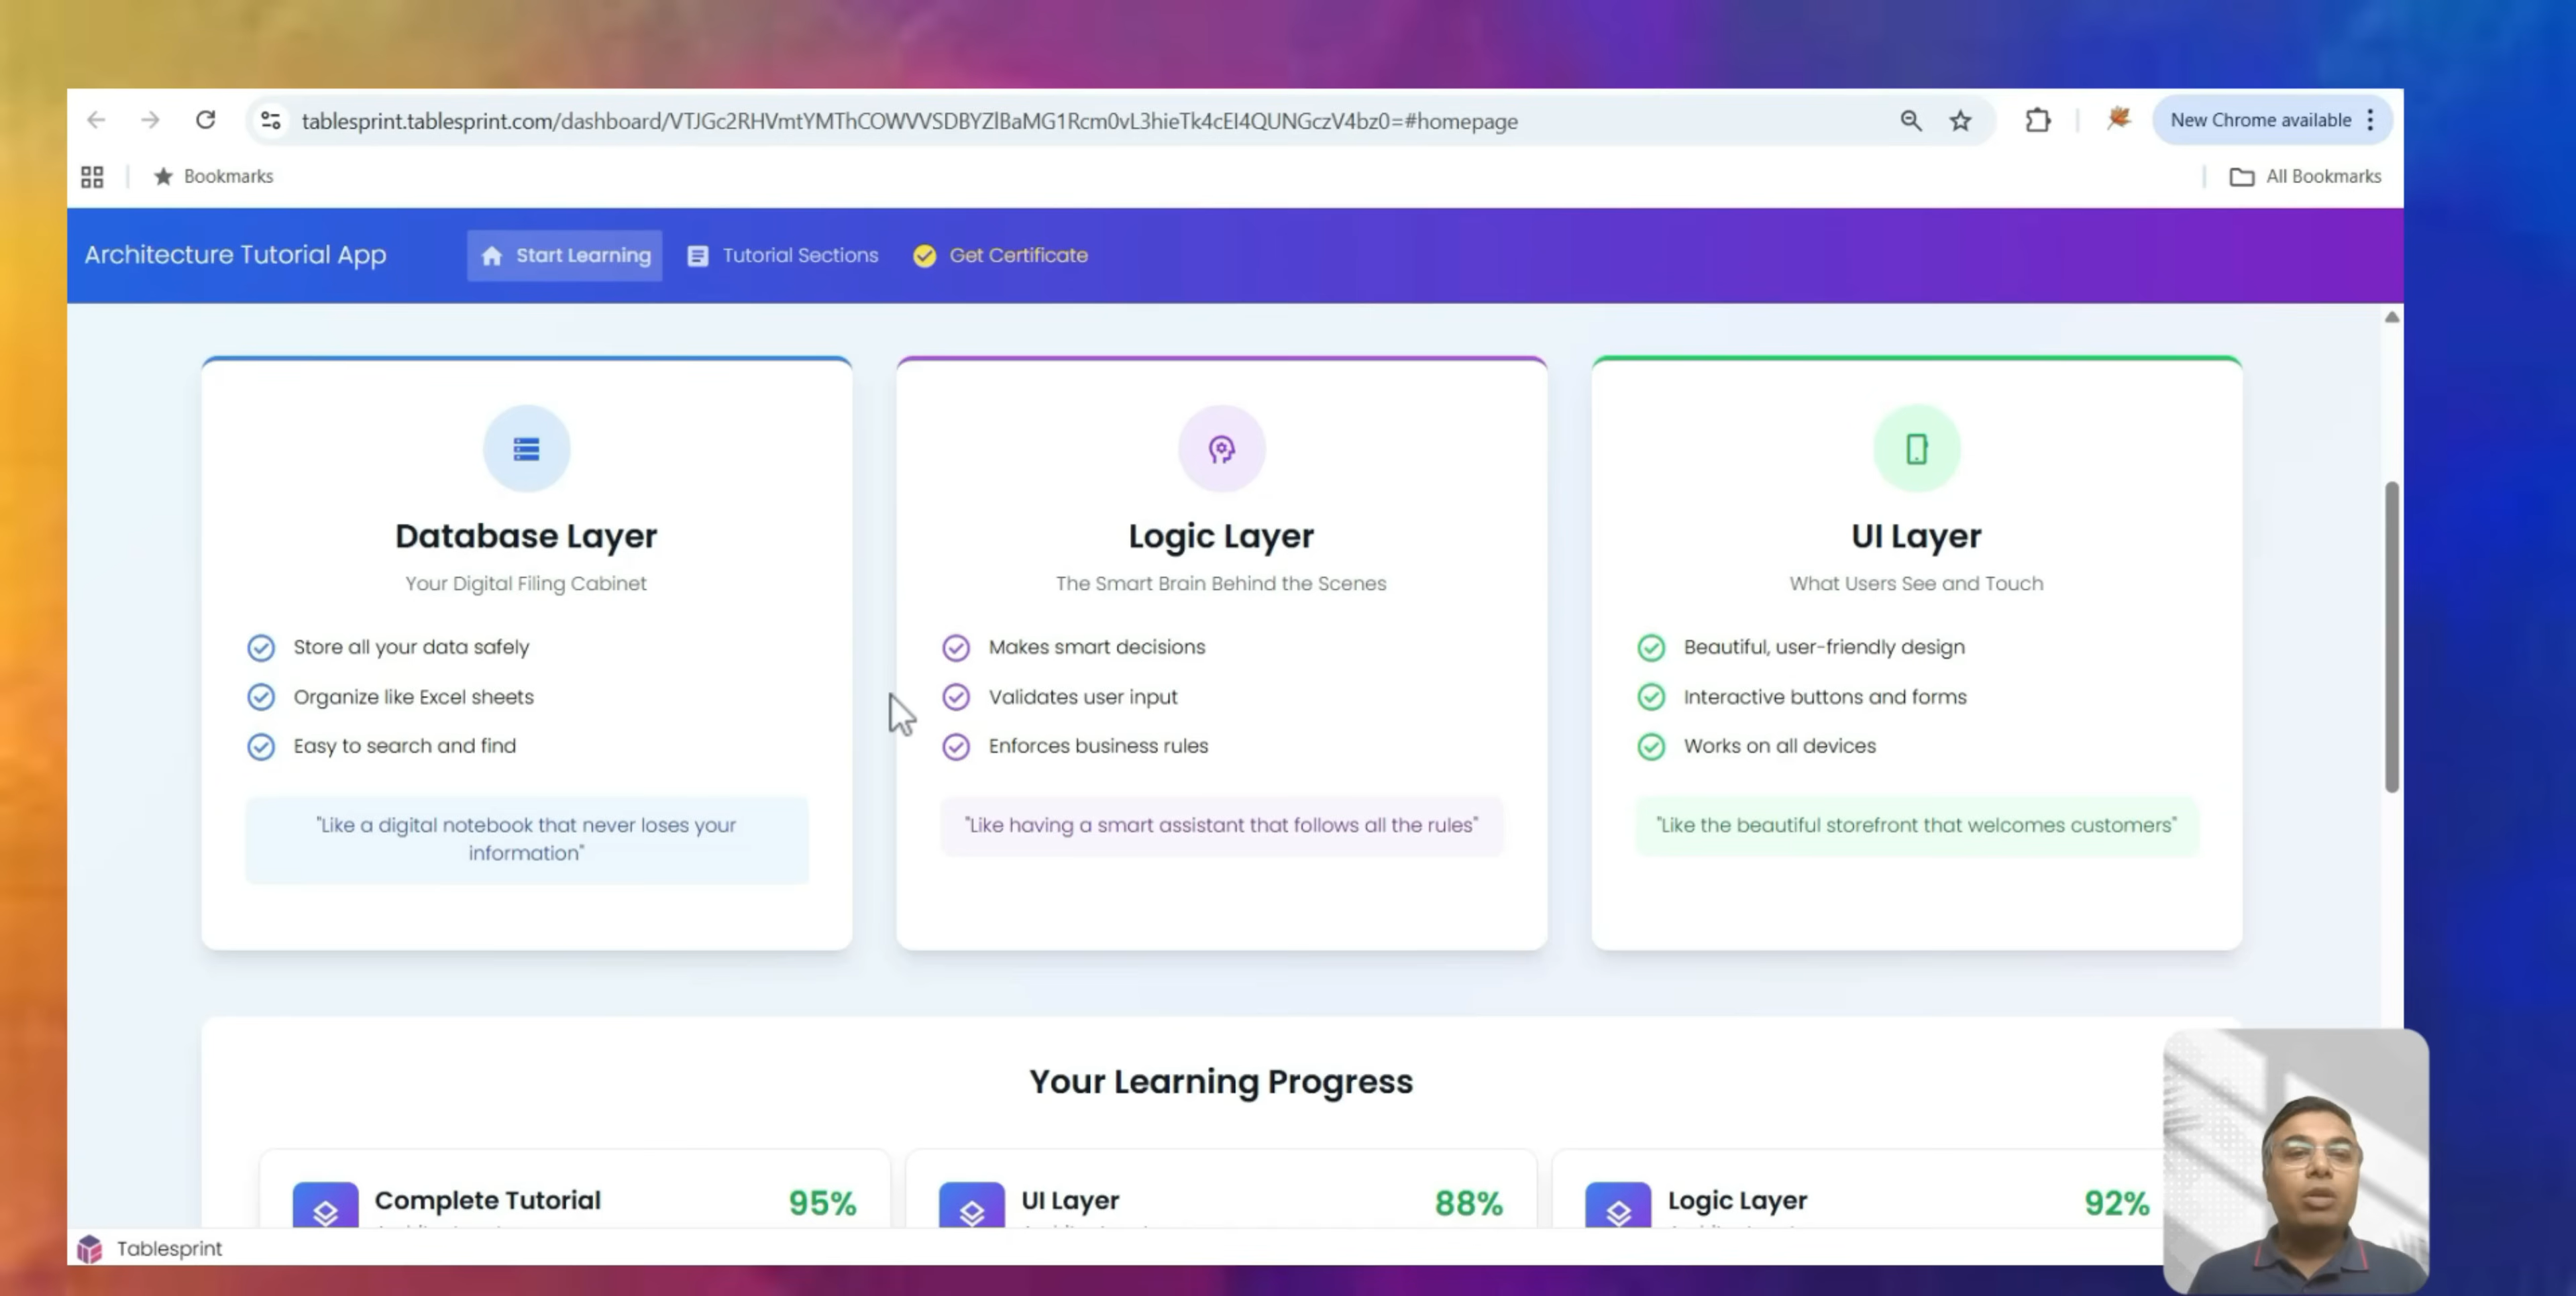 tablesprint.tablesprint.com/dashboard/VTJGc2RHVmtYMThCOWVVSDBYZlBaMG1Rcm0vL3hieTk4cEI4QUNGczV4bz0=#homepage
New Chrome available
Bookmarks
All Bookmarks
Architecture Tutorial App
Start Learning
Tutorial Sections
Get Certificate
Database Layer
Your Digital Filing Cabinet
Store all your data safely
Organize like Excel sheets
Easy to search and find
"Like a digital notebook that never loses your
information"
Logic Layer
The Smart Brain Behind the Scenes
Makes smart decisions
Validates user input
Enforces business rules
"Like having a smart assistant that follows all the rules"
UI Layer
What Users See and Touch
Beautiful, user-friendly design
Interactive buttons and forms
Works on all devices
"Like the beautiful storefront that welcomes customers"
Your Learning Progress
Complete Tutorial
95%
UI Layer
88%
Logic Layer
92%
Tablesprint